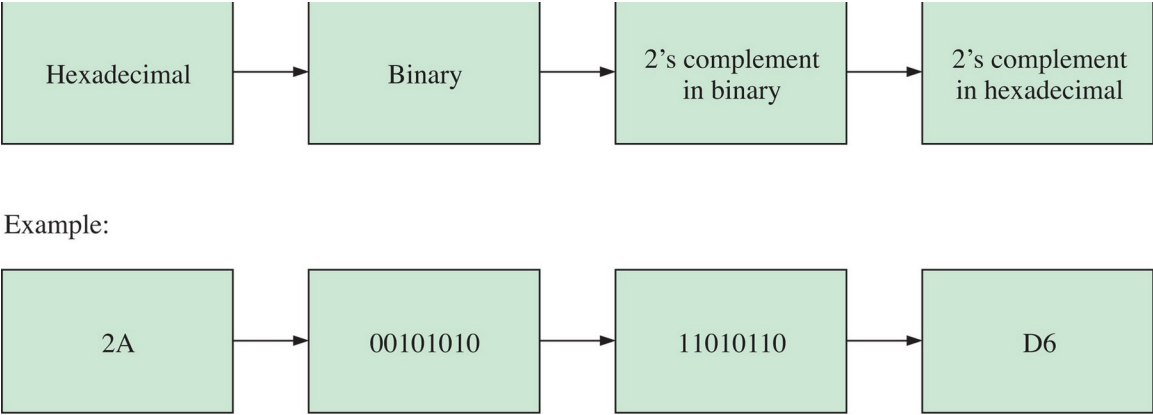 Hexadecimal
Binary
2’s complement
in binary
2’s complement
in hexadecimal
Example:
2A
00101010
11010110
D6